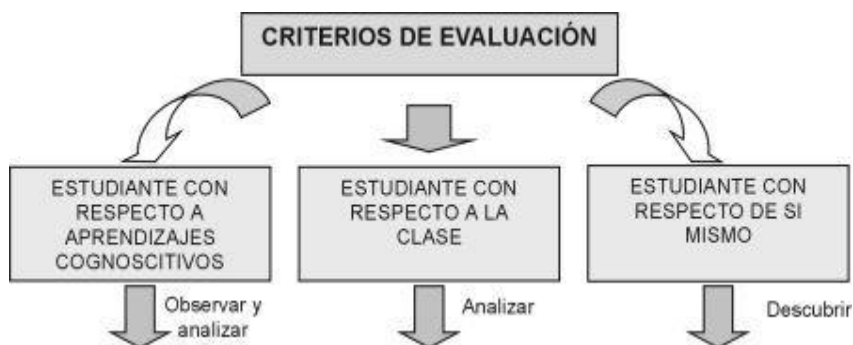 CRITERIOS DE EVALUACIÓN
ESTUDIANTE CON
RESPECTO A
APRENDIZAJES
COGNOSCITIVOS
ESTUDIANTE CON
RESPECTO A LA
CLASE
ESTUDIANTE CON
RESPECTO DE SI
MISMO
Observar y
analizar
Analizar
Descubrir